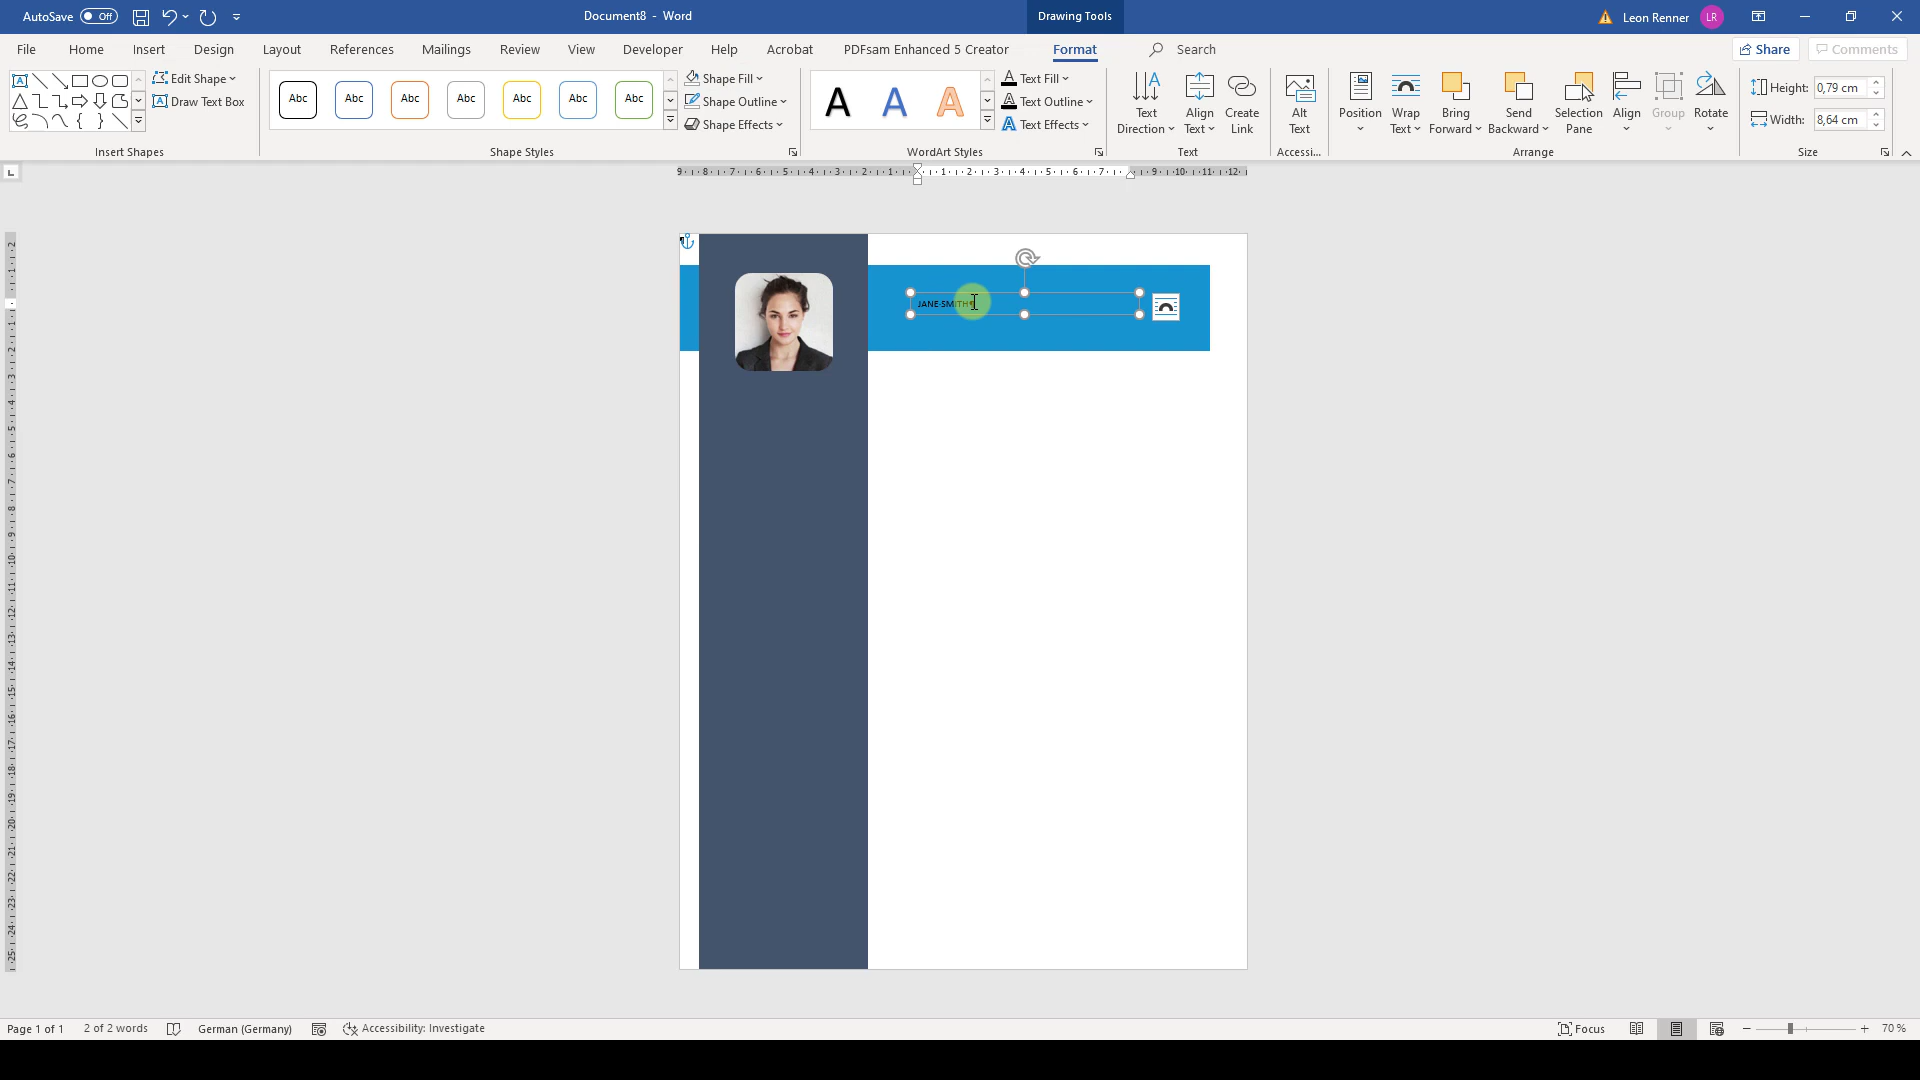 AutoSave Off
Document8 - Word
Drawing Tools
Leon Renner LR
File Home Insert Design Layout References Mailings Review View Developer Help Acrobat PDFsam Enhanced 5 Creator Format Search
Share Comments
Edit Shape
Draw Text Box
Insert Shapes
Abc Abc Abc Abc Abc Abc Abc
Shape Fill
Shape Outline
Shape Effects
Shape Styles
A A A
Text Fill
Text Outline
Text Effects
WordArt Styles
Text Direction
Align Text
Create Link
Text
Alt Text
Accessi...
Position
Wrap Text
Bring Forward
Send Backward
Selection Pane
Align
Group
Rotate
Arrange
Height: 0,79 cm
Width: 8,64 cm
Size
JANE·SMITH¶
Page 1 of 1 2 of 2 words German (Germany) Accessibility: Investigate
Focus 70 %